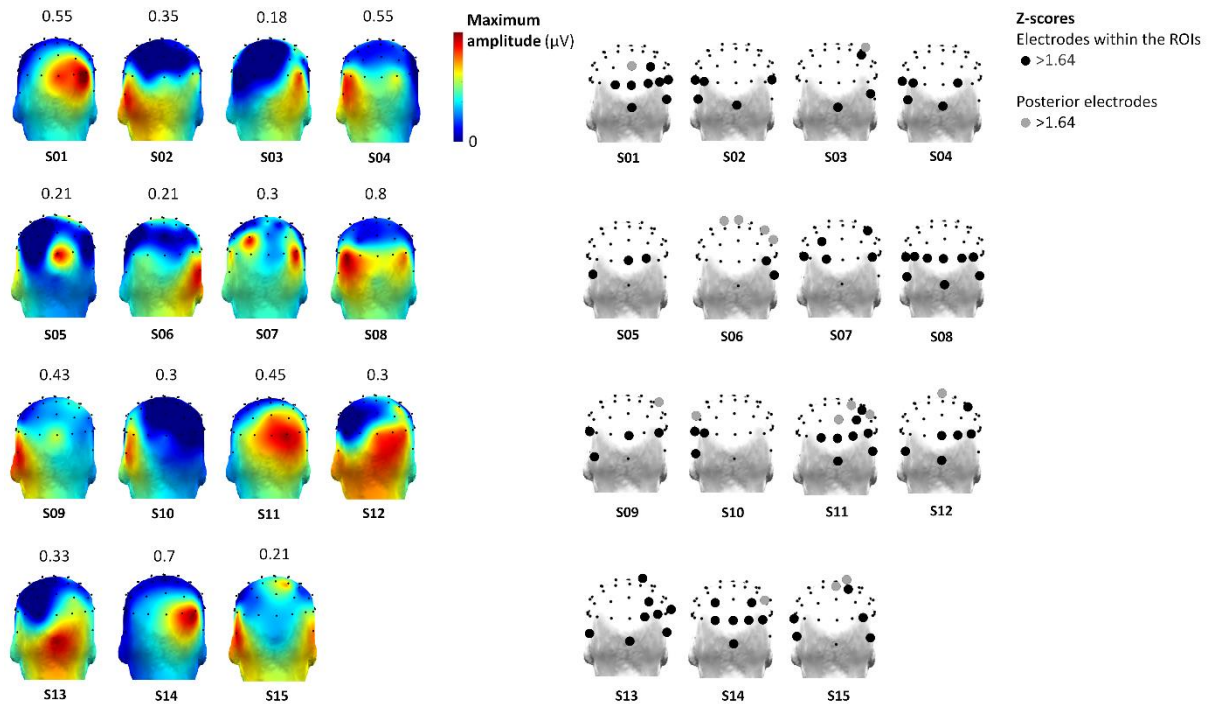 0.55 0.35 0.18 0.55
Maximum
amplitude (μV)
0
S01 S02 S03 S04
S01 S02 S03 S04
Z-scores
Electrodes within the ROIs
>1.64
Posterior electrodes
>1.64
0.21 0.21 0.3 0.8
S05 S06 S07 S08
S05 S06 S07 S08
0.43 0.3 0.45 0.3
S09 S10 S11 S12
S09 S10 S11 S12
0.33 0.7 0.21
S13 S14 S15
S13 S14 S15